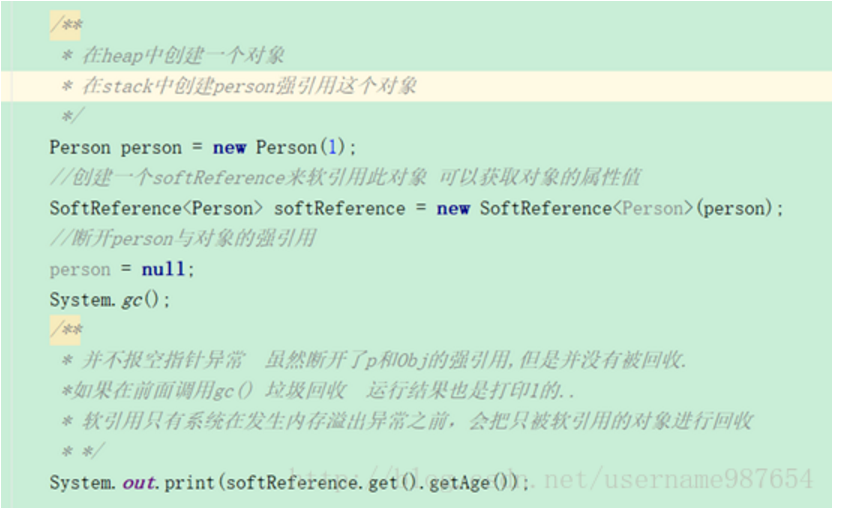 /**
* 在heap中创建一个对象
* 在stack中创建person强引用这个对象
*/
Person person = new Person(1);
//创建一个softReference来软引用此对象 可以获取对象的属性值
SoftReference<Person> softReference = new SoftReference<Person>(person);
//断开person与对象的强引用
person = null;
System.gc();
/**
* 并不报空指针异常 虽然断开了p和Obj的强引用,但是并没有被回收.
*如果在前面调用gc() 垃圾回收 运行结果也是打印1的..
* 软引用只有系统在发生内存溢出异常之前，会把只被软引用的对象进行回收
* */
System.out.print(softReference.get().getAge());
http://blog.csdn.net/username987654